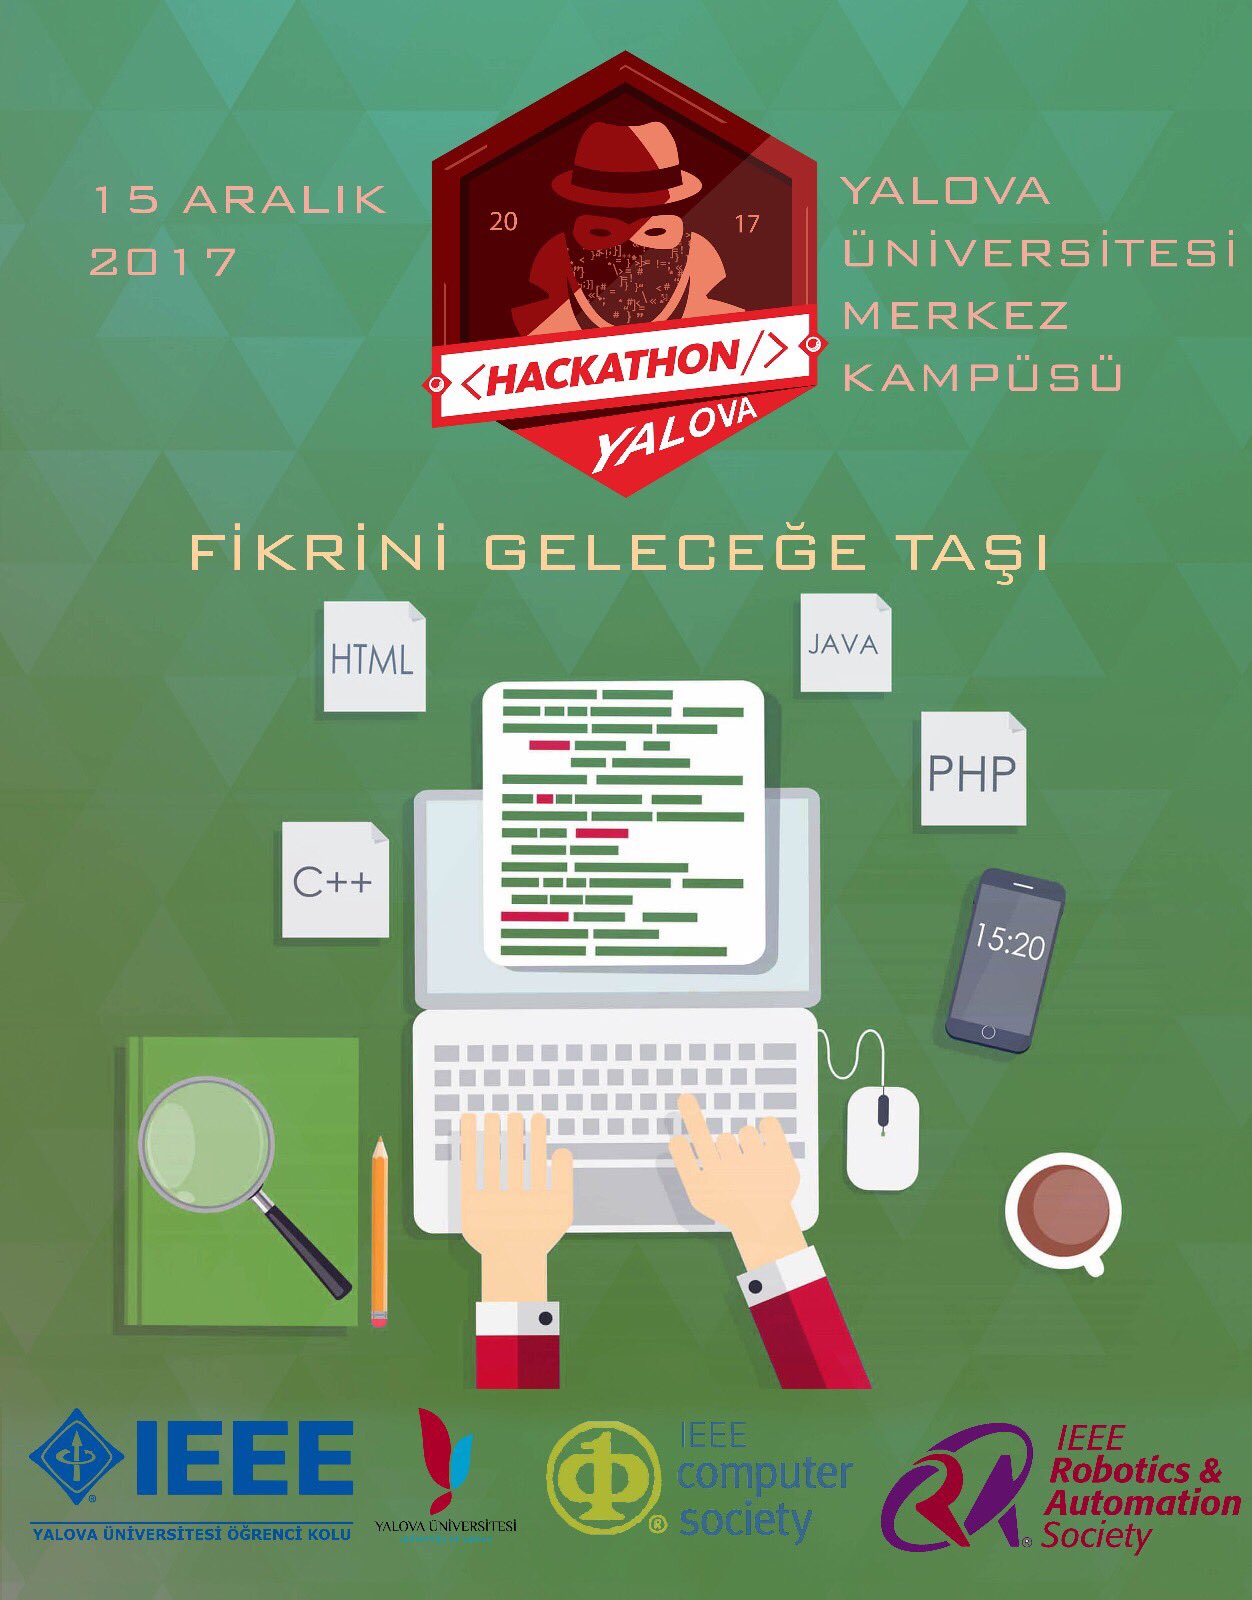 15 ARALIK
2017
20
17
<HACKATHON/>
YALOVA
YALOVA
ÜNİVERSİTESİ
MERKEZ
KAMPÜSÜ
FİKRİNİ GELECEĞE TAŞI
HTML
JAVA
PHP
C++
15:20
IEEE
YALOVA ÜNİVERSİTESİ ÖĞRENCİ KOLU
YALOVA ÜNİVERSİTESİ
IEEE
computer
society
IEEE
Robotics &
Automation
Society